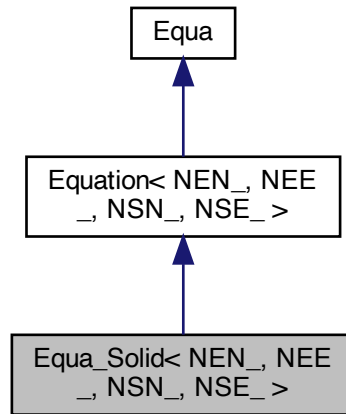 Equa
Equation< NEN_, NEE
_, NSN_, NSE_ >
Equa_Solid< NEN_, NEE
_, NSN_, NSE_ >